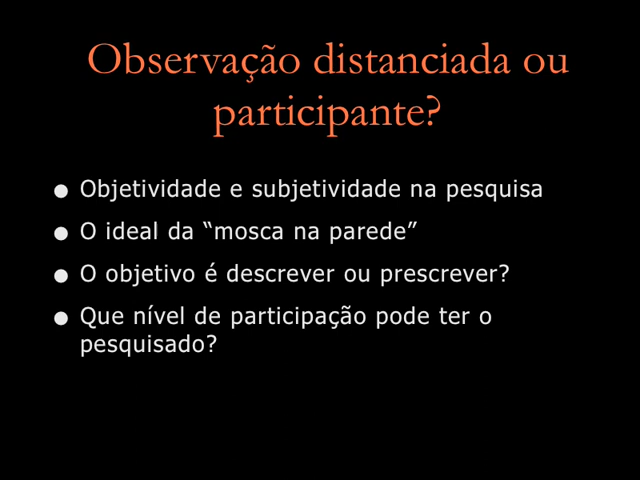 Observação distanciada ou
participante?
• Objetividade e subjetividade na pesquisa
• O ideal da “mosca na parede”
• O objetivo é descrever ou prescrever?
• Que nível de participação pode ter o
pesquisado?